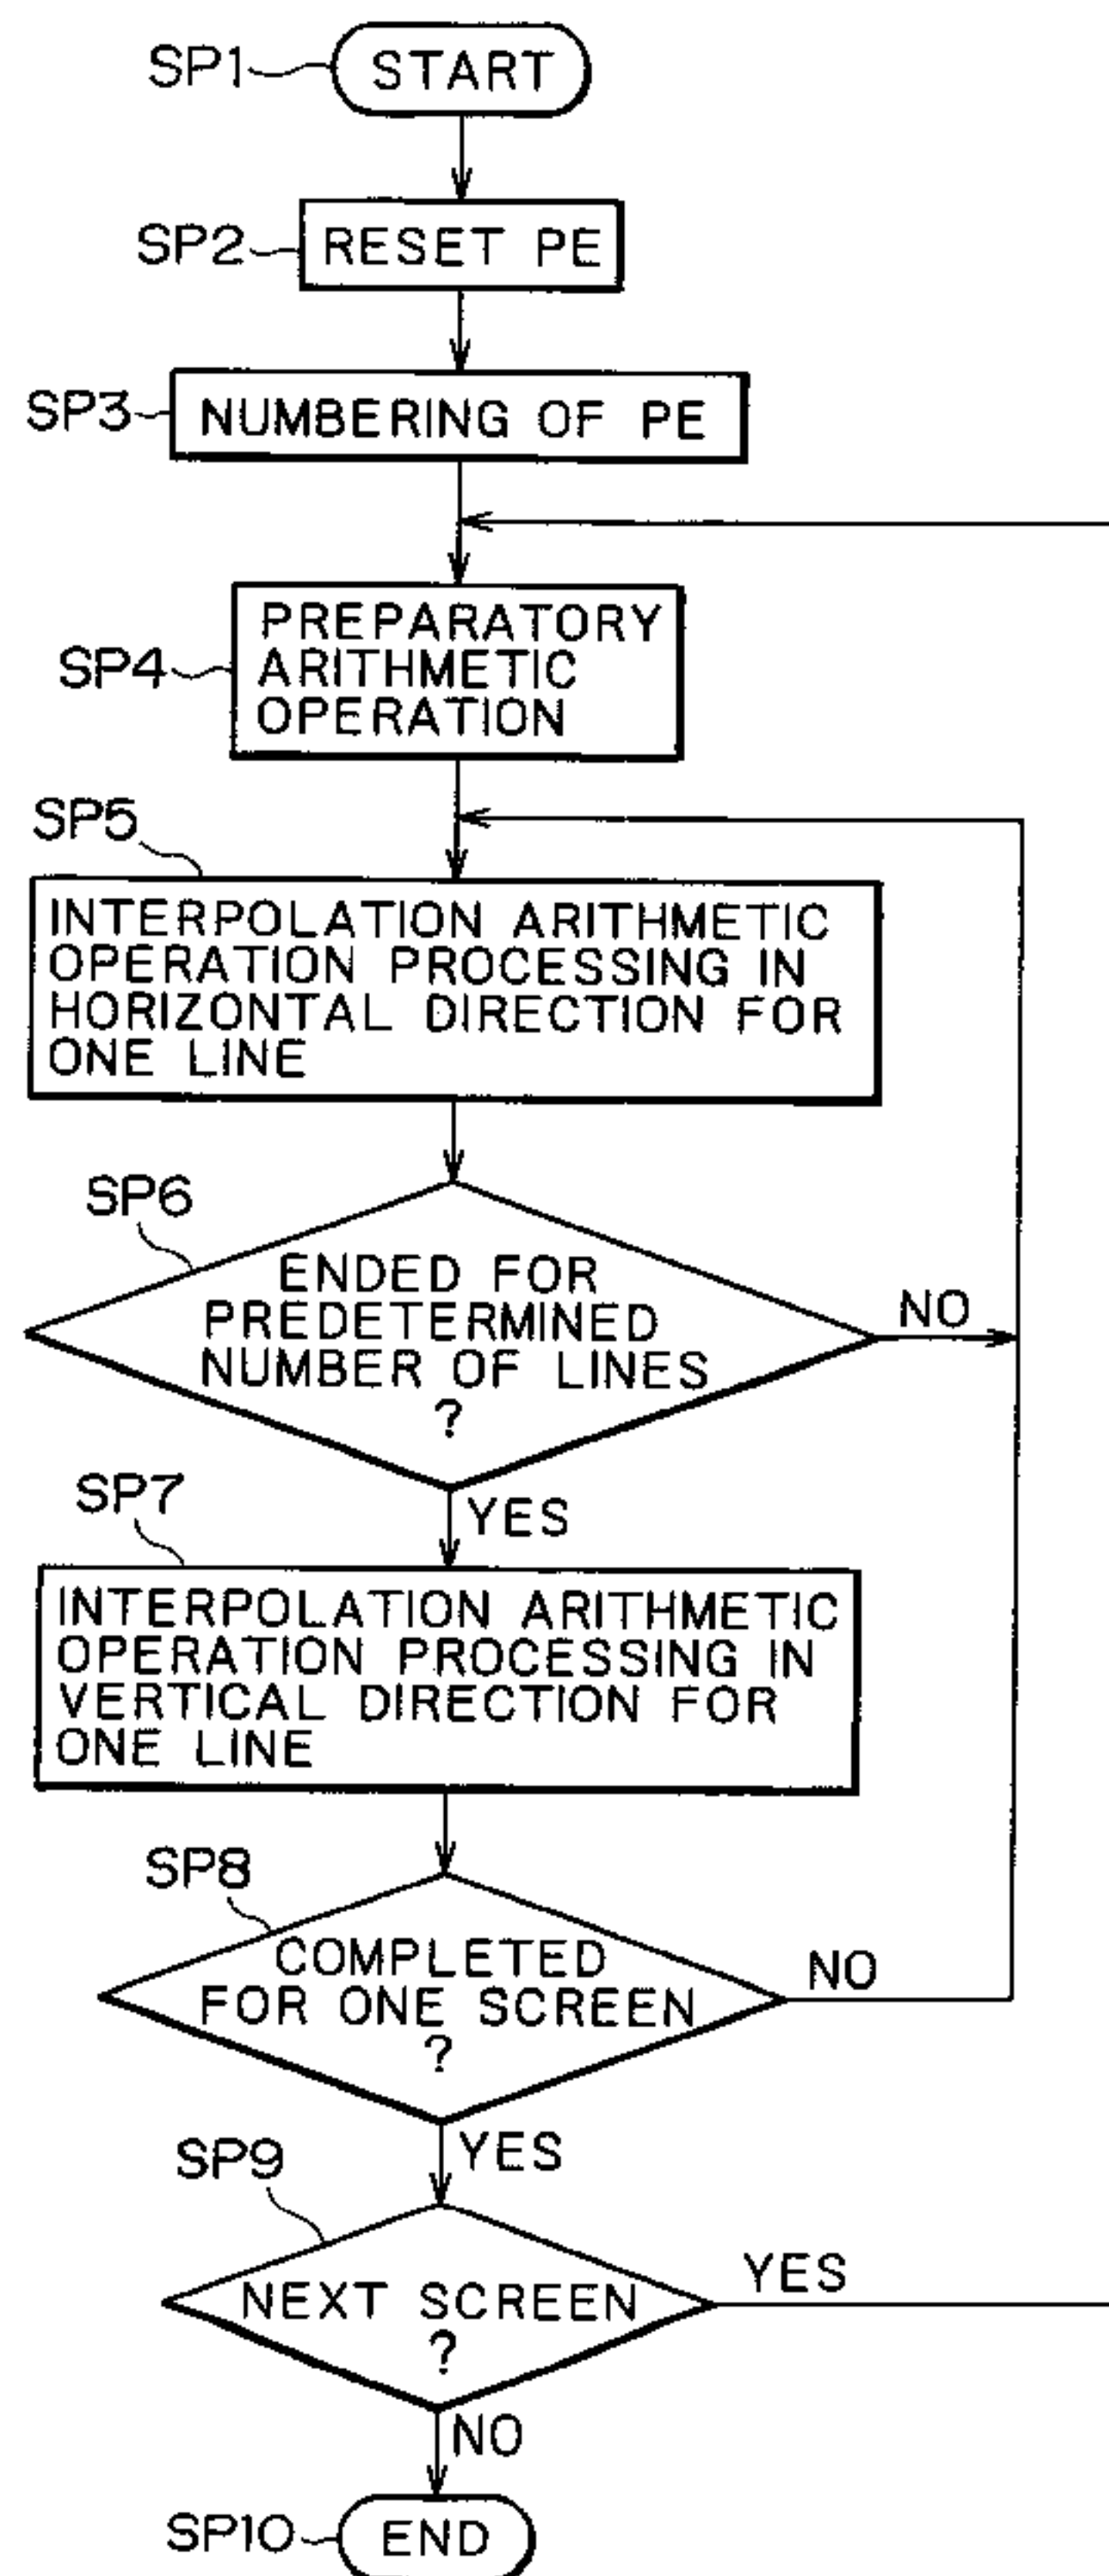 SP1
START
SP2
RESET PE
SP3
NUMBERING OF PE
SP4
PREPARATORY
ARITHMETIC
OPERATION
SP5
INTERPOLATION ARITHMETIC
OPERATION PROCESSING IN
HORIZONTAL DIRECTION FOR
ONE LINE
SP6
ENDED FOR
PREDETERMINED
NUMBER OF LINES
?
NO
YES
SP7
INTERPOLATION ARITHMETIC
OPERATION PROCESSING IN
VERTICAL DIRECTION FOR
ONE LINE
SP8
COMPLETED
FOR ONE SCREEN
?
NO
YES
SP9
NEXT SCREEN
?
YES
NO
SP10
END